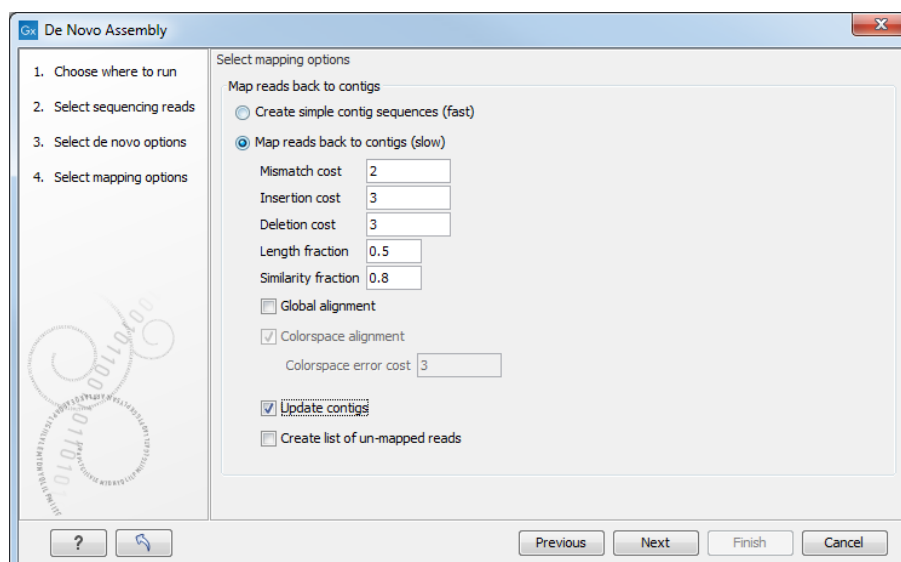 Gx De Novo Assembly
1. Choose where to run
2. Select sequencing reads
3. Select de novo options
4. Select mapping options
Select mapping options
Map reads back to contigs
Create simple contig sequences (fast)
Map reads back to contigs (slow)
Mismatch cost 2
Insertion cost 3
Deletion cost 3
Length fraction 0.5
Similarity fraction 0.8
Global alignment
Colorspace alignment
Colorspace error cost 3
Update contigs
Create list of un-mapped reads
? Previous Next Finish Cancel